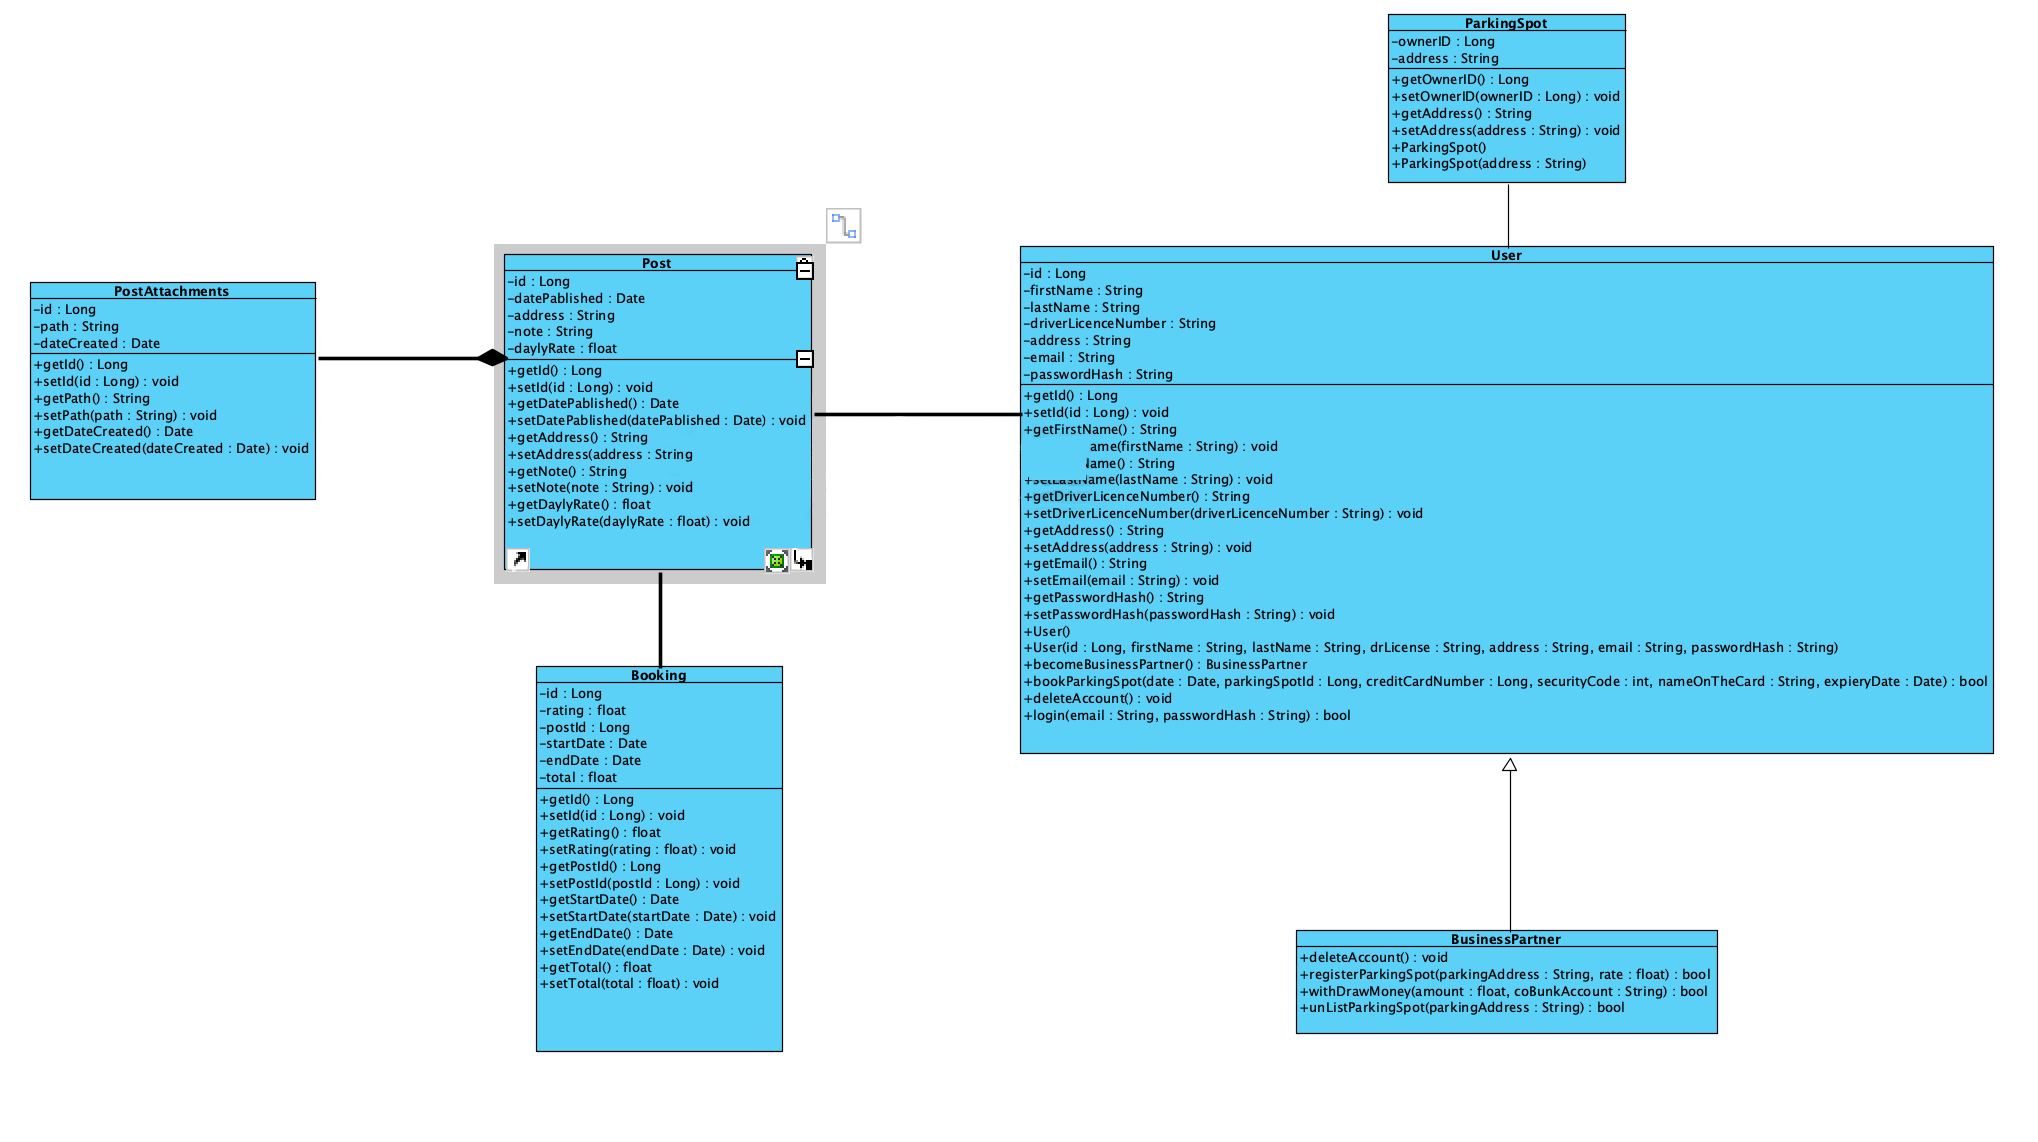 ParkingSpot
-ownerID : Long
-address : String
+getOwnerID() : Long
+setOwnerID(ownerID : Long) : void
+getAddress() : String
+setAddress(address : String) : void
+ParkingSpot()
+ParkingSpot(address : String)
PostAttachments
-id : Long
-path : String
-dateCreated : Date
+getId() : Long
+setId(id : Long) : void
+getPath() : String
+setPath(path : String) : void
+getDateCreated() : Date
+setDateCreated(dateCreated : Date) : void
Post
-id : Long
-datePablished : Date
-address : String
-note : String
-daylyRate : float
+getId() : Long
+setId(id : Long) : void
+getDatePablished() : Date
+setDatePablished(datePablished : Date) : void
+getAddress() : String
+setAddress(address : String
+getNote() : String
+setNote(note : String) : void
+getDaylyRate() : float
+setDaylyRate(daylyRate : float) : void
User
-id : Long
-firstName : String
-lastName : String
-driverLicenceNumber : String
-address : String
-email : String
-passwordHash : String
+getId() : Long
+setId(id : Long) : void
+getFirstName() : String
ame(firstName : String) : void
ame() : String
+setLastName(lastName : String) : void
+getDriverLicenceNumber() : String
+setDriverLicenceNumber(driverLicenceNumber : String) : void
+getAddress() : String
+setAddress(address : String) : void
+getEmail() : String
+setEmail(email : String) : void
+getPasswordHash() : String
+setPasswordHash(passwordHash : String) : void
+User()
+User(id : Long, firstName : String, lastName : String, drLicense : String, address : String, email : String, passwordHash : String)
+becomeBusinessPartner() : BusinessPartner
+bookParkingSpot(date : Date, parkingSpotId : Long, creditCardNumber : Long, securityCode : int, nameOnTheCard : String, expieryDate : Date) : bool
+deleteAccount() : void
+login(email : String, passwordHash : String) : bool
Booking
-id : Long
-rating : float
-postId : Long
-startDate : Date
-endDate : Date
-total : float
+getId() : Long
+setId(id : Long) : void
+getRating() : float
+setRating(rating : float) : void
+getPostId() : Long
+setPostId(postId : Long) : void
+getStartDate() : Date
+setStartDate(startDate : Date) : void
+getEndDate() : Date
+setEndDate(endDate : Date) : void
+getTotal() : float
+setTotal(total : float) : void
BusinessPartner
+deleteAccount() : void
+registerParkingSpot(parkingAddress : String, rate : float) : bool
+withDrawMoney(amount : float, coBunkAccount : String) : bool
+unListParkingSpot(parkingAddress : String) : bool